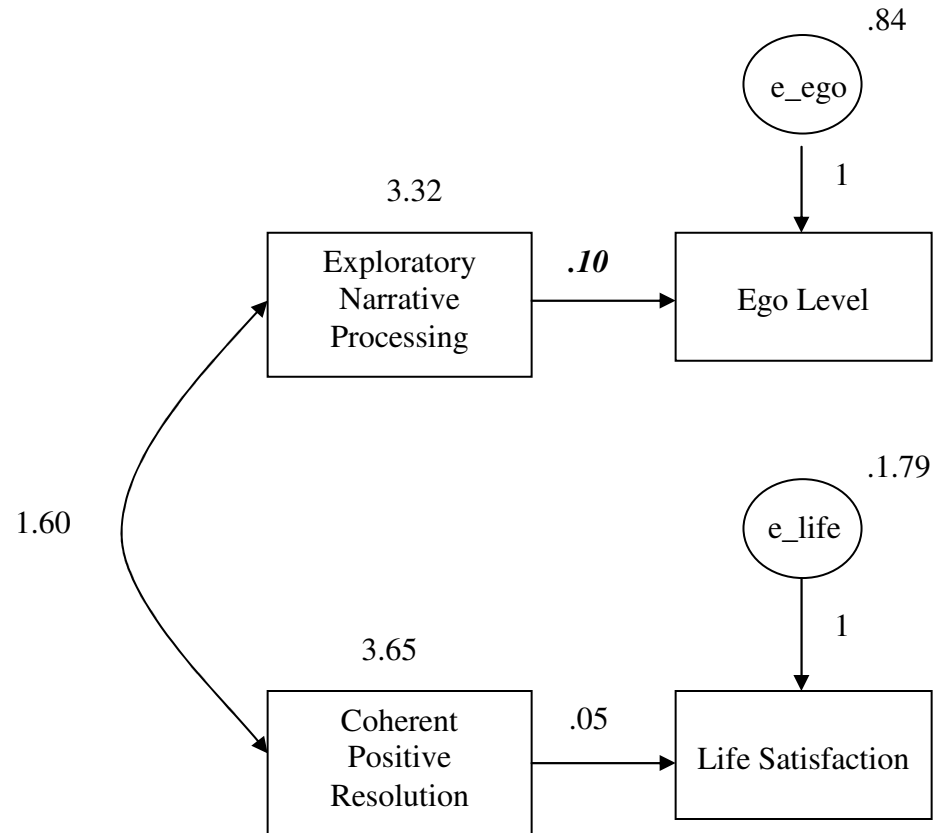 .84
e_ego
1
3.32
Exploratory
Narrative
Processing
.10
Ego Level
1.60
.1.79
e_life
1
3.65
Coherent
Positive
Resolution
.05
Life Satisfaction